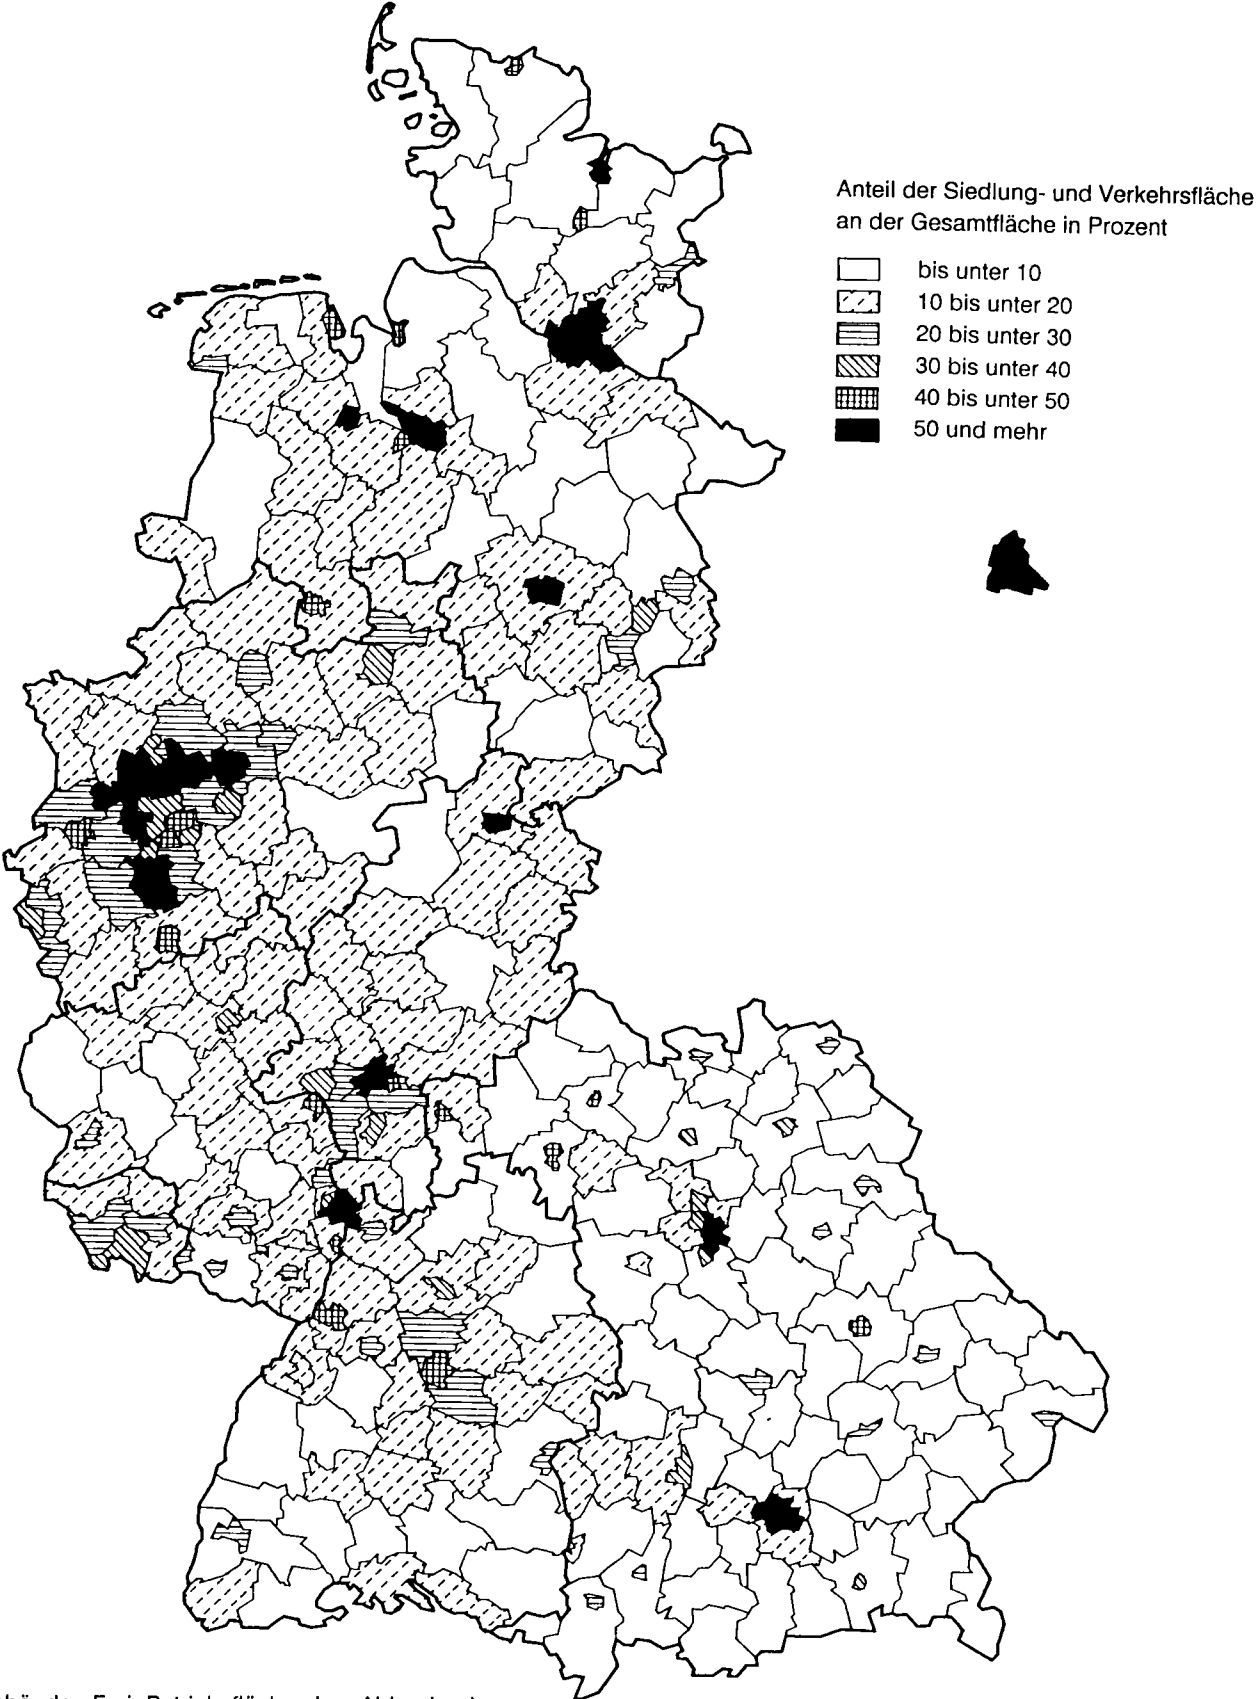 Anteil der Siedlung- und Verkehrsfläche
an der Gesamtfläche in Prozent
bis unter 10
10 bis unter 20
20 bis unter 30
30 bis unter 40
40 bis unter 50
50 und mehr